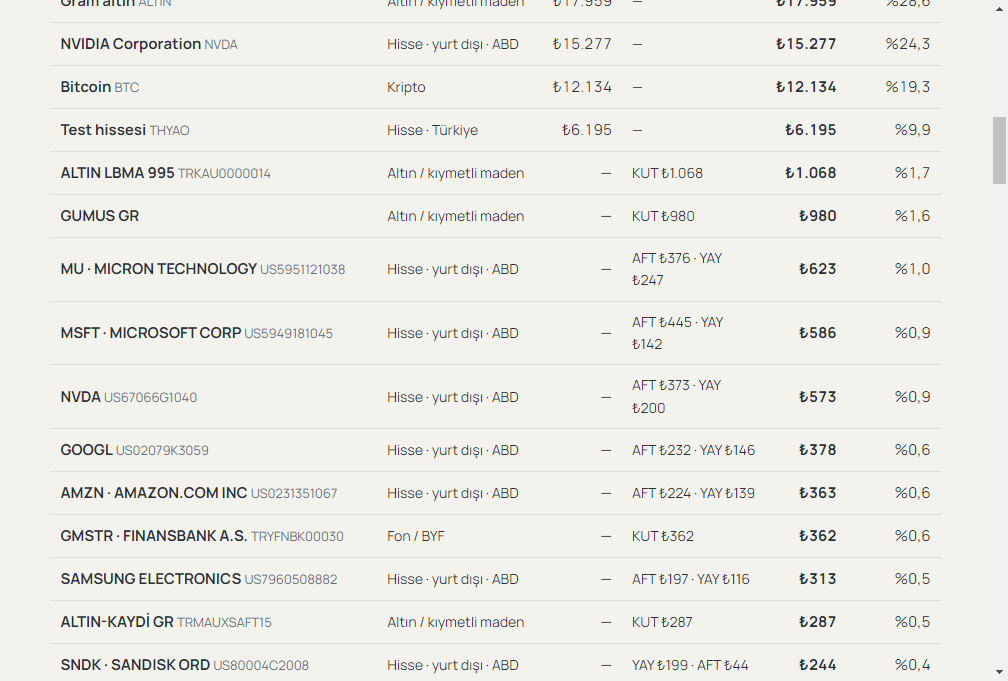 Gram altın ALTIN Altın / kıymetli maden ₺17.959 — ₺17.959 %28,6
NVIDIA Corporation NVDA Hisse · yurt dışı · ABD ₺15.277 — ₺15.277 %24,3
Bitcoin BTC Kripto ₺12.134 — ₺12.134 %19,3
Test hissesi THYAO Hisse · Türkiye ₺6.195 — ₺6.195 %9,9
ALTIN LBMA 995 TRKAU0000014 Altın / kıymetli maden — KUT ₺1.068 ₺1.068 %1,7
GUMUS GR Altın / kıymetli maden — KUT ₺980 ₺980 %1,6
MU · MICRON TECHNOLOGY US5951121038 Hisse · yurt dışı · ABD — AFT ₺376 · YAY ₺623 %1,0
₺247
MSFT · MICROSOFT CORP US5949181045 Hisse · yurt dışı · ABD — AFT ₺445 · YAY ₺586 %0,9
₺142
NVDA US67066G1040 Hisse · yurt dışı · ABD — AFT ₺373 · YAY ₺573 %0,9
₺200
GOOGL US02079K3059 Hisse · yurt dışı · ABD — AFT ₺232 · YAY ₺146 ₺378 %0,6
AMZN · AMAZON.COM INC US0231351067 Hisse · yurt dışı · ABD — AFT ₺224 · YAY ₺139 ₺363 %0,6
GMSTR · FINANSBANK A.S. TRYFNBK00030 Fon / BYF — KUT ₺362 ₺362 %0,6
SAMSUNG ELECTRONICS US7960508882 Hisse · yurt dışı · ABD — AFT ₺197 · YAY ₺116 ₺313 %0,5
ALTIN-KAYDİ GR TRMAUXSAFT15 Altın / kıymetli maden — KUT ₺287 ₺287 %0,5
SNDK · SANDISK ORD US80004C2008 Hisse · yurt dışı · ABD — YAY ₺199 · AFT ₺44 ₺244 %0,4